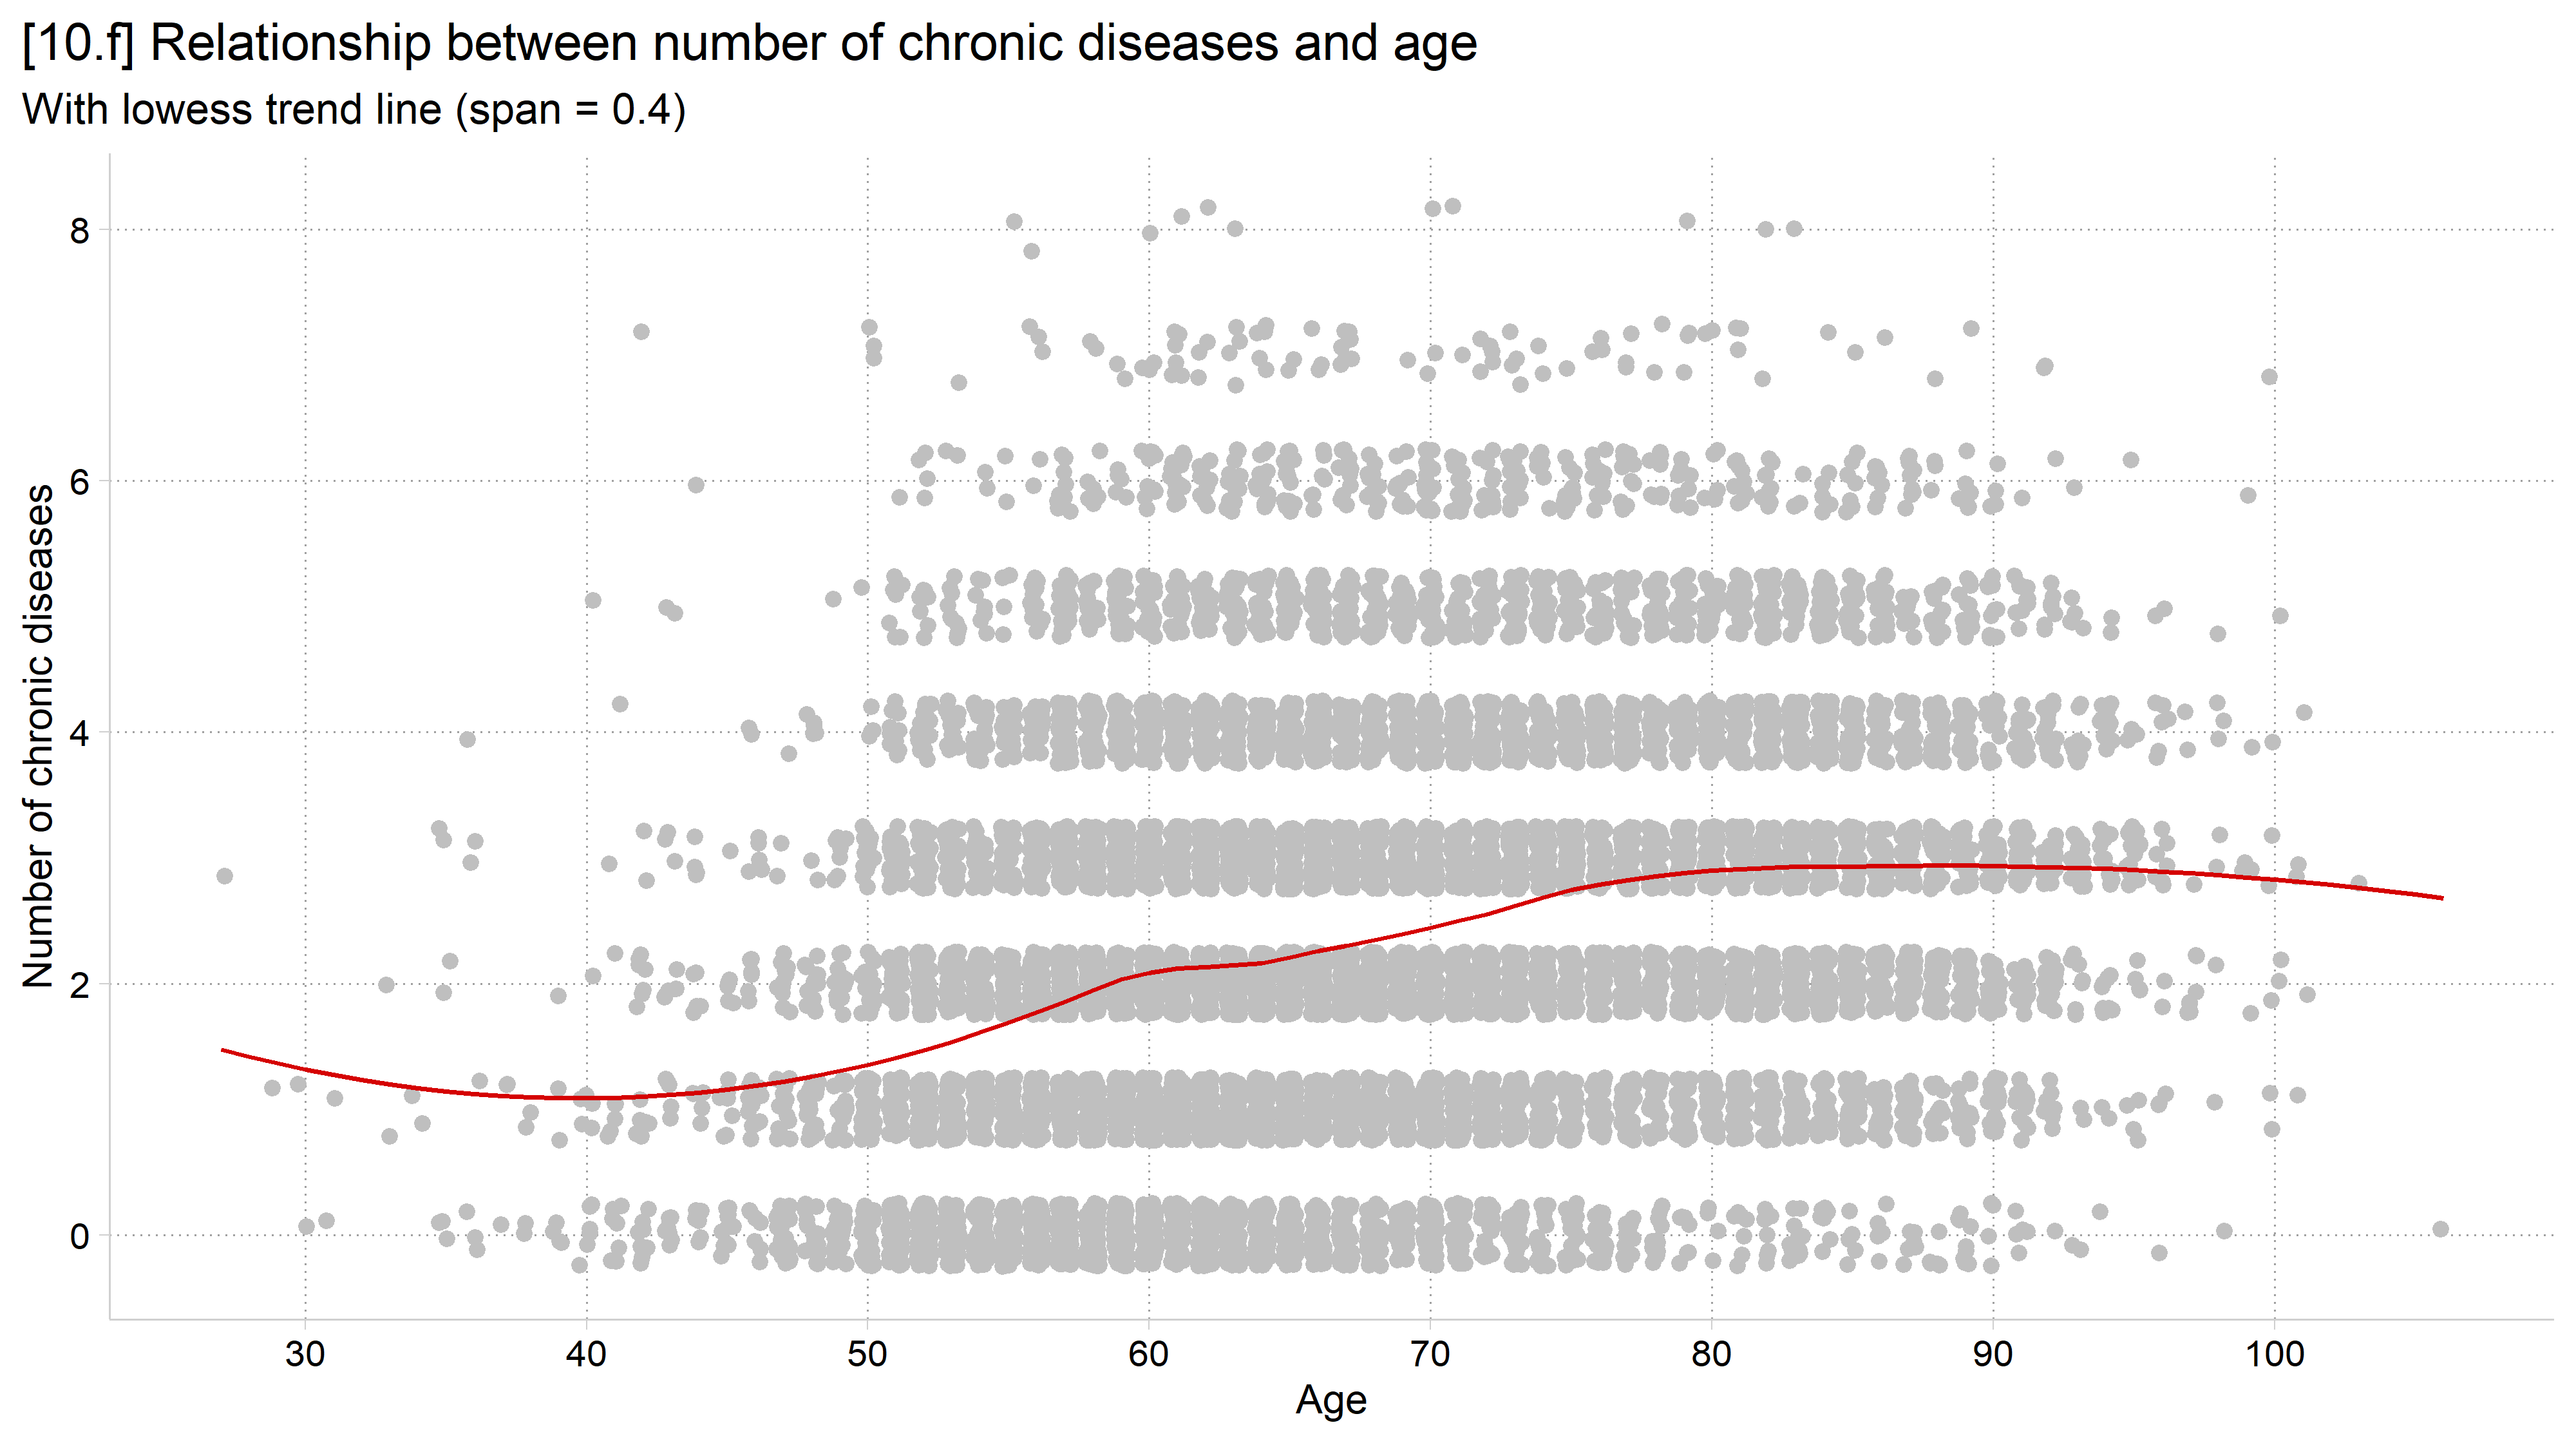 [10.f] Relationship between number of chronic diseases and age
With lowess trend line (span = 0.4)
Number of chronic diseases
8
6
4
2
0
30 40 50 60 70 80 90 100
Age